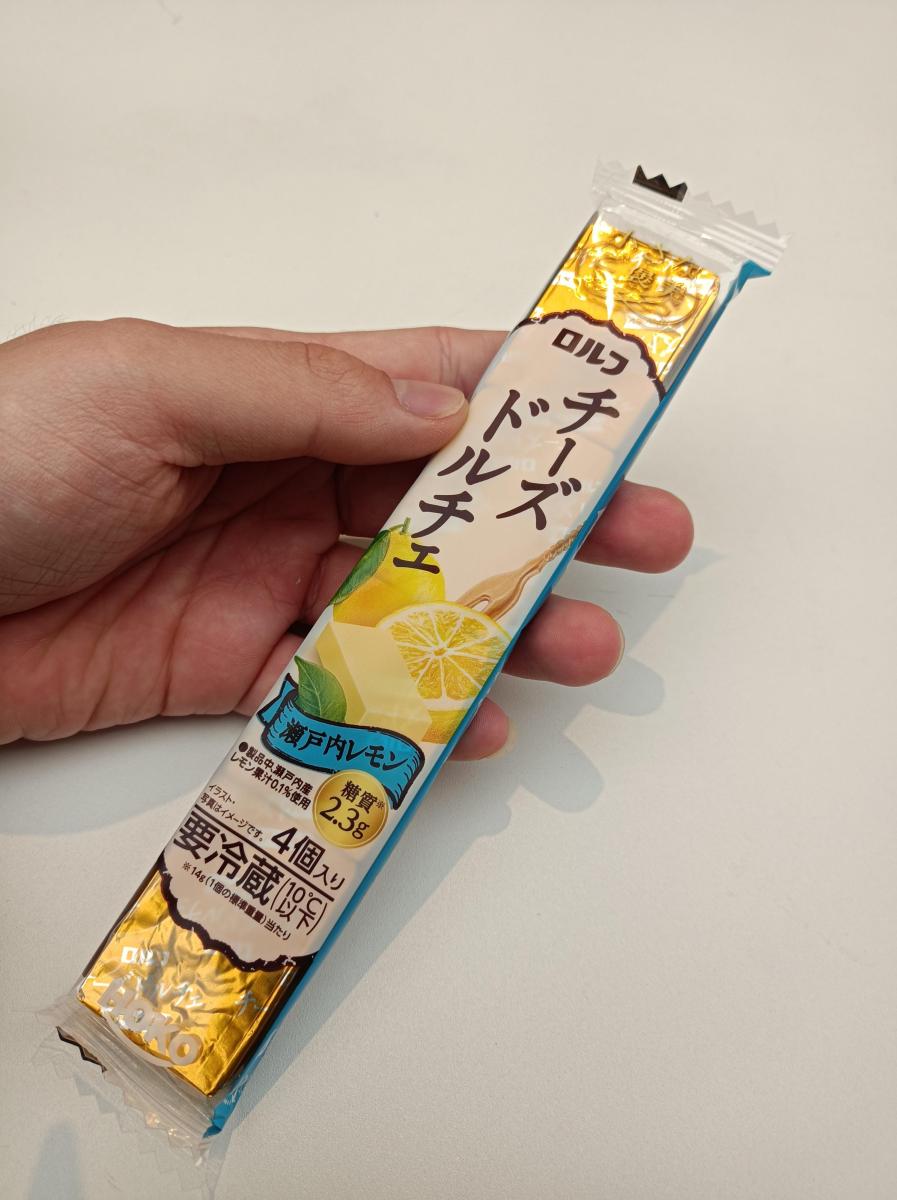 ロルフ
チーズ
ドルチェ
瀬戸内レモン
●製品中、瀬戸内産
レモン果汁0.1%使用
糖質※
2.3g
イラスト・
写真はイメージです。
4個入り
要冷蔵(10℃以下)
※14g(1個の標準重量)当たり
ロルフ
HOKO